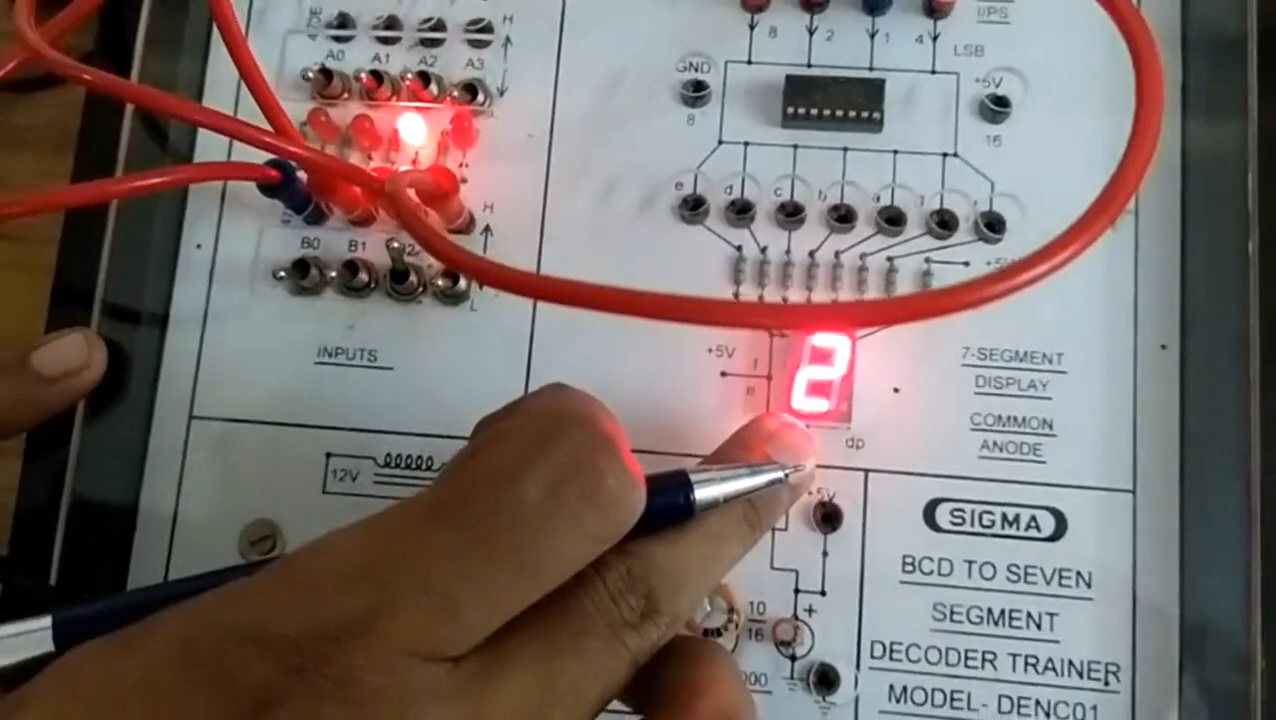 H
I/PS
8 2 1 4
A0 A1 A2 A3
LSB
GND
+5V
L
8
16
e d c b
H
B0 B1
+5V
L
INPUTS
+5V
f
e
2
7-SEGMENT
DISPLAY
COMMON
ANODE
dp
12V
+5V
SIGMA
BCD TO SEVEN
SEGMENT
DECODER TRAINER
MODEL- DENC01
10
16
+